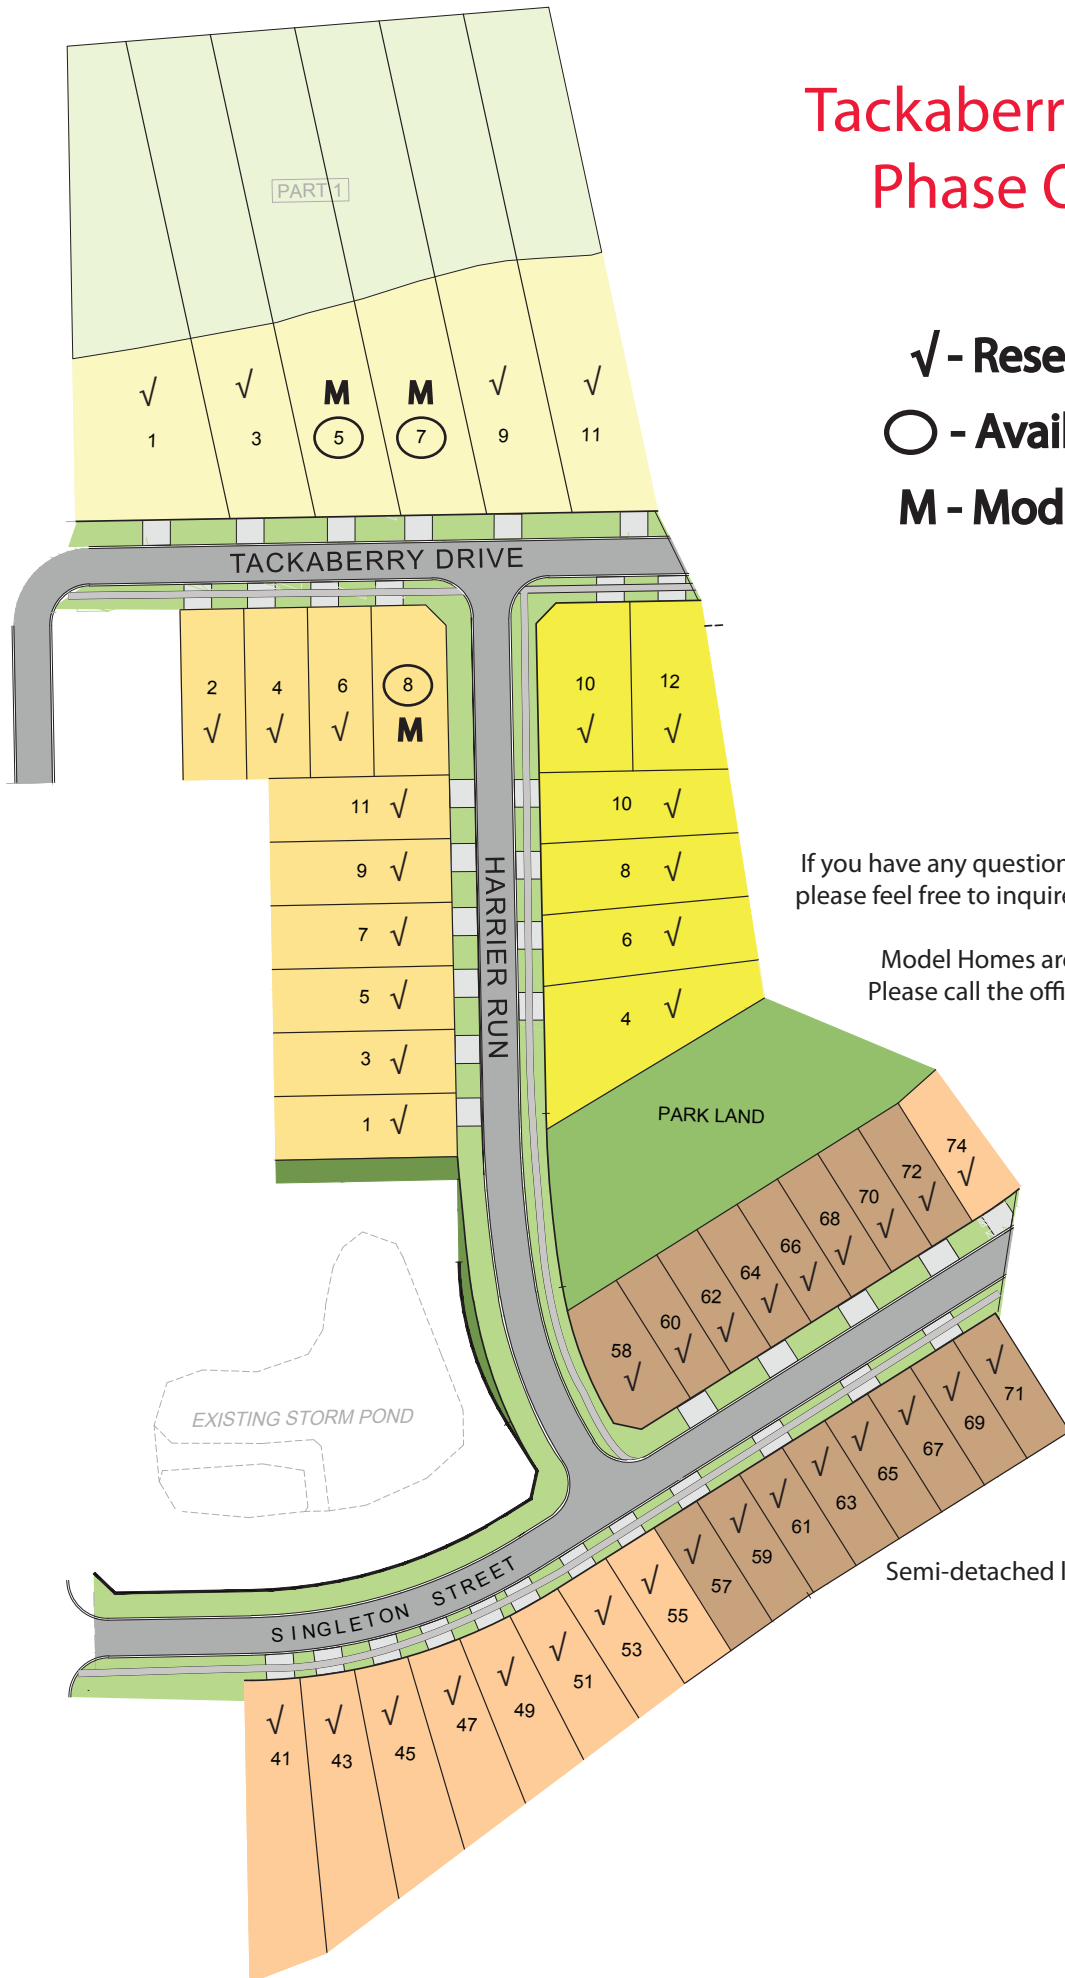 Tackaberr
Phase
√ - Rese
- Avail
M - Mod
PART 1
√ √ M M √ √
1 3 5 7 9 11
TACKABERRY DRIVE
2 4 6 8
√ √ √ M
10 12
√ √
11 √
9 √
7 √
5 √
3 √
1 √
HARRIER RUN
10 √
8 √
6 √
4 √
If you have any question
please feel free to inquire
Model Homes are
Please call the offi
PARK LAND
58 √
60 √
62 √
64 √
66 √
68 √
70 √
72 √
74 √
EXISTING STORM POND
SINGLETON STREET
√ 41
√ 43
√ 45
√ 47
√ 49
√ 51
√ 53
√ 55
√ 57
√ 59
√ 61
√ 63
√ 65
√ 67
√ 69
√ 71
Semi-detached l